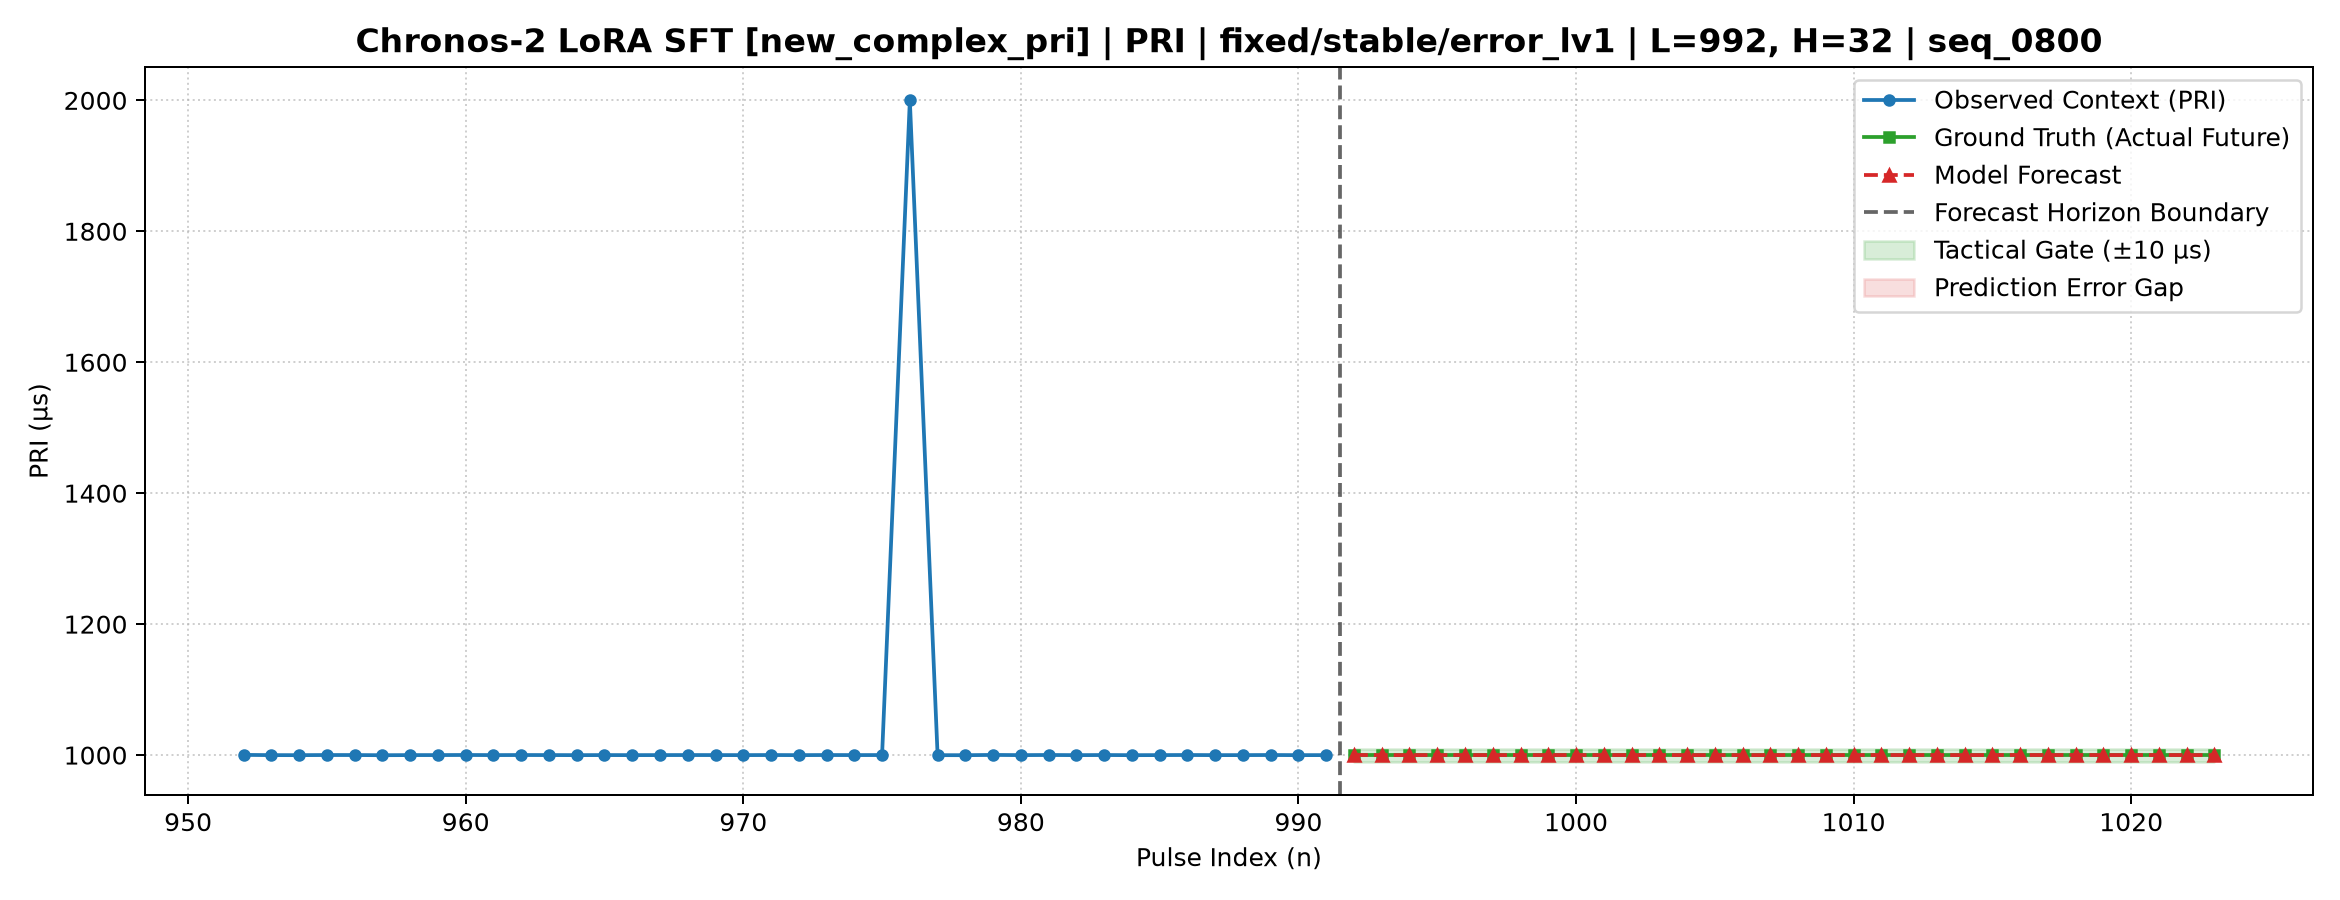 Chronos-2 LoRA SFT [new_complex_pri] | PRI | fixed/stable/error_lv1 | L=992, H=32 | seq_0800
Observed Context (PRI)
Ground Truth (Actual Future)
Model Forecast
Forecast Horizon Boundary
Tactical Gate (±10 µs)
Prediction Error Gap
PRI (µs)
2000
1800
1600
1400
1200
1000
950 960 970 980 990 1000 1010 1020
Pulse Index (n)